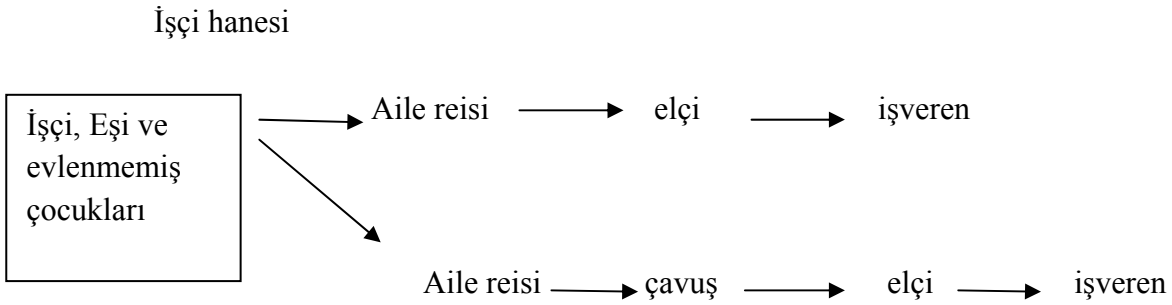 İşçi hanesi
İşçi, Eşi ve
evlenmemiş
çocukları
Aile reisi elçi işveren
Aile reisi çavuş elçi işveren